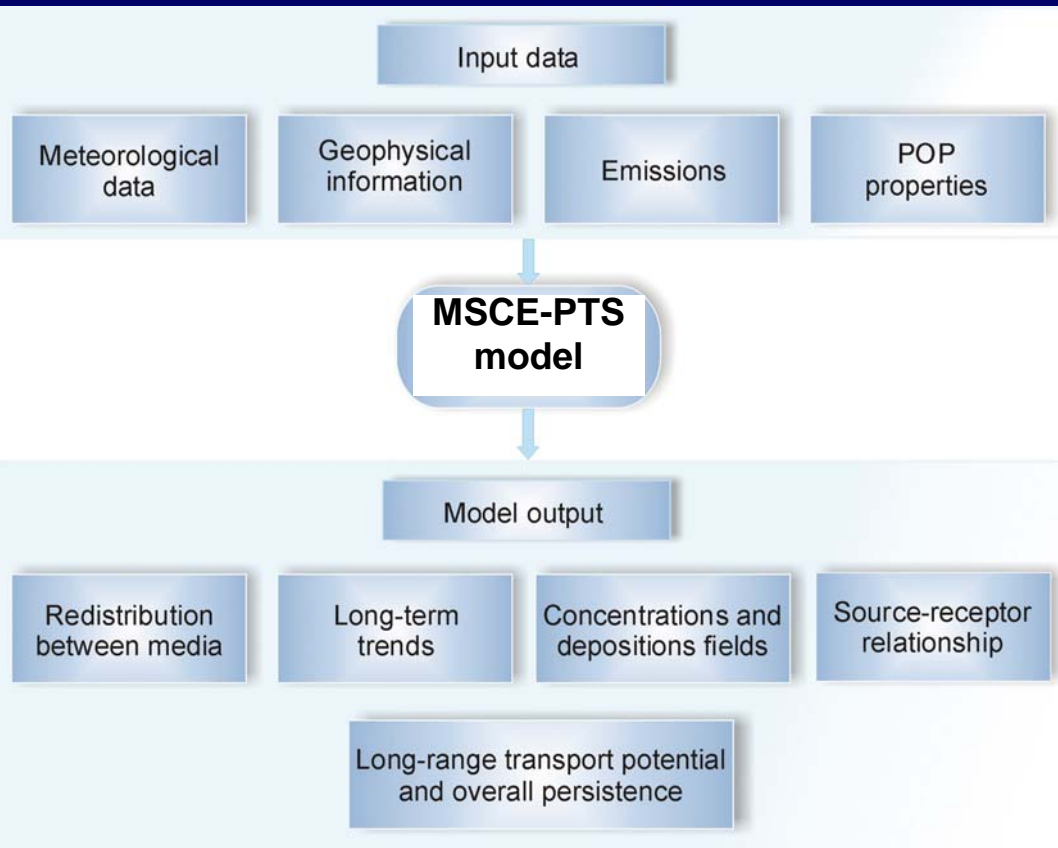 Input data
Meteorological
data
Geophysical
information
Emissions
POP
properties
MSCE-PTS
model
Model output
Redistribution
between media
Long-term
trends
Concentrations and
depositions fields
Source-receptor
relationship
Long-range transport potential
and overall persistence